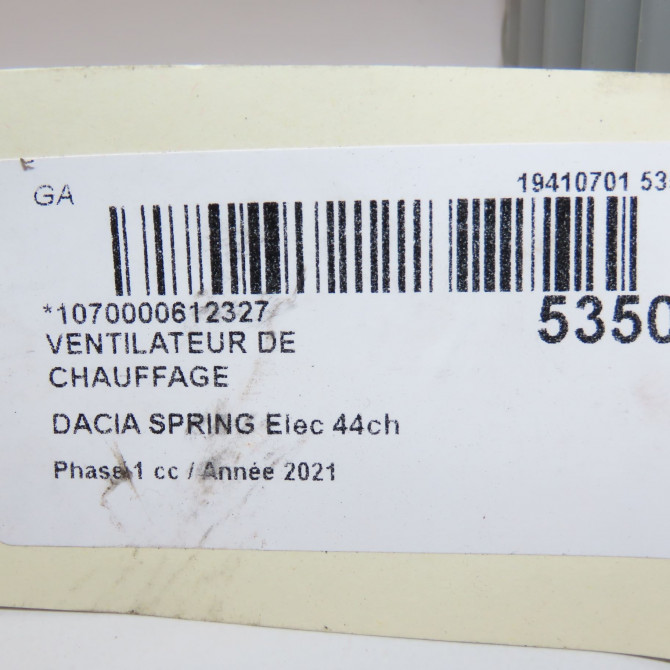 GA
19410701 53
*1070000612327
5350
VENTILATEUR DE
CHAUFFAGE
DACIA SPRING Elec 44ch
Phase 1 cc / Année 2021